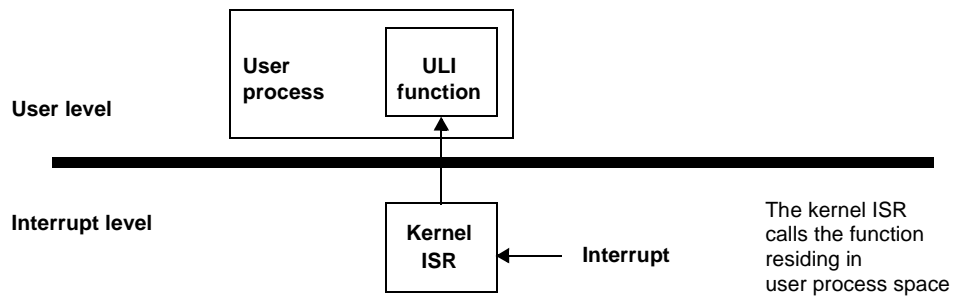 User
process
ULI
function
User level
Interrupt level
Kernel
ISR
Interrupt
The kernel ISR
calls the function
residing in
user process space